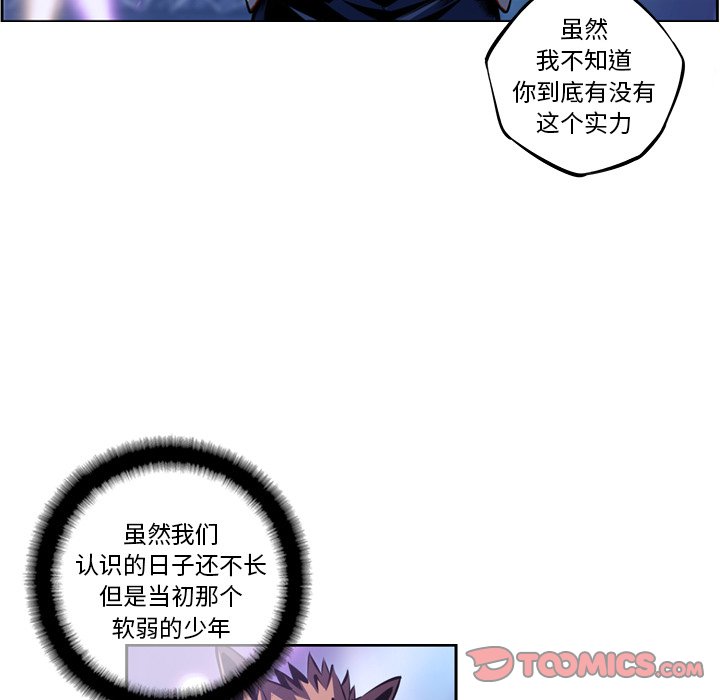 虽然
我不知道
你到底有没有
这个实力
虽然我们
认识的日子还不长
但是当初那个
软弱的少年
TOOMICS.COM